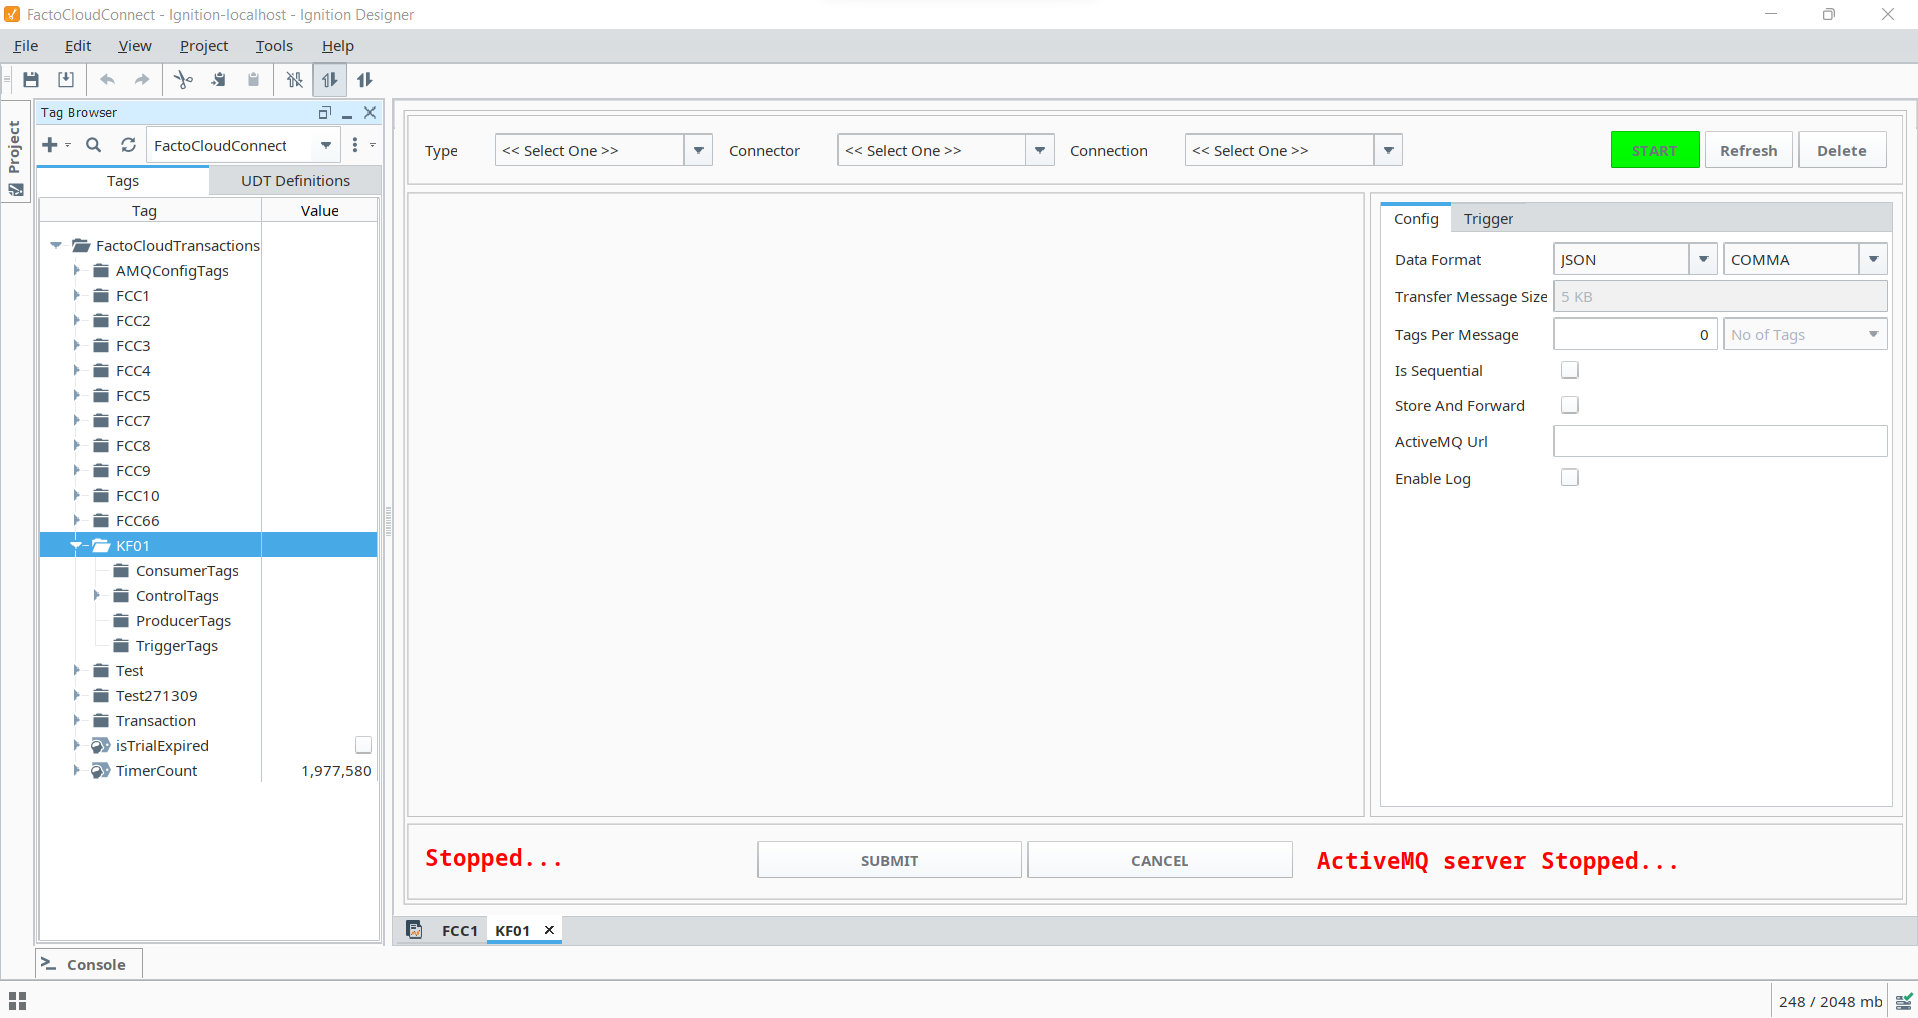 FactoCloudConnect - Ignition-localhost - Ignition Designer
File Edit View Project Tools Help
Project
Tag Browser
FactoCloudConnect
Tags UDT Definitions
Tag Value
FactoCloudTransactions
AMQConfigTags
FCC1
FCC2
FCC3
FCC4
FCC5
FCC7
FCC8
FCC9
FCC10
FCC66
KF01
ConsumerTags
ControlTags
ProducerTags
TriggerTags
Test
Test271309
Transaction
isTrialExpired
TimerCount 1,977,580
Type << Select One >> Connector << Select One >> Connection << Select One >> START Refresh Delete
Config Trigger
Data Format JSON COMMA
Transfer Message Size 5 KB
Tags Per Message 0 No of Tags
Is Sequential
Store And Forward
ActiveMQ Url
Enable Log
Stopped... SUBMIT CANCEL ActiveMQ server Stopped...
FCC1 KF01
Console
248 / 2048 mb